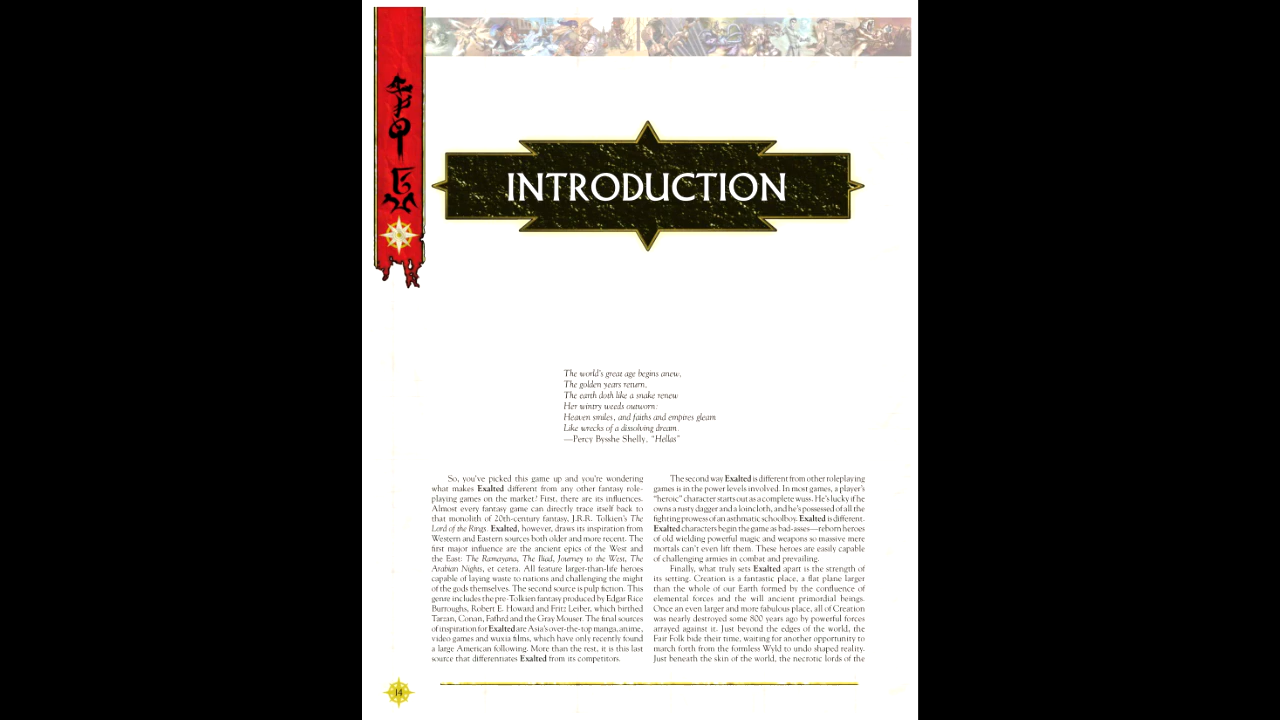 INTRODUCTION
The world's great age begins anew,
The golden years return,
The earth doth like a snake renew
Her wintry weeds outworn:
Heaven smiles, and faiths and empires gleam
Like wrecks of a dissolving dream.
—Percy Bysshe Shelly, "Hellas"
So, you've picked this game up and you're wondering
what makes Exalted different from any other fantasy role-
playing games on the market? First, there are its influences.
Almost every fantasy game can directly trace itself back to
that monolith of 20th-century fantasy, J.R.R. Tolkien's The
Lord of the Rings. Exalted, however, draws its inspiration from
Western and Eastern sources both older and more recent. The
first major influence are the ancient epics of the West and
the East: The Ramayana, The Iliad, Journey to the West, The
Arabian Nights, et cetera. All feature larger-than-life heroes
capable of laying waste to nations and challenging the might
of the gods themselves. The second source is pulp fiction. This
genre includes the pre-Tolkien fantasy produced by Edgar Rice
Burroughs, Robert E. Howard and Fritz Leiber, which birthed
Tarzan, Conan, Fafhrd and the Gray Mouser. The final sources
of inspiration for Exalted are Asia's over-the-top manga, anime,
video games and wuxia films, which have only recently found
a large American following. More than the rest, it is this last
source that differentiates Exalted from its competitors.
The second way Exalted is different from other roleplaying
games is in the power levels involved. In most games, a player's
"heroic" character starts out as a complete wuss. He's lucky if he
owns a rusty dagger and a loincloth, and he's possessed of all the
fighting prowess of an asthmatic schoolboy. Exalted is different.
Exalted characters begin the game as bad-asses—reborn heroes
of old wielding powerful magic and weapons so massive mere
mortals can't even lift them. These heroes are easily capable
of challenging armies in combat and prevailing.
Finally, what truly sets Exalted apart is the strength of
its setting. Creation is a fantastic place, a flat plane larger
than the whole of our Earth formed by the confluence of
elemental forces and the will ancient primordial beings.
Once an even larger and more fabulous place, all of Creation
was nearly destroyed some 800 years ago by powerful forces
arrayed against it. Just beyond the edges of the world, the
Fair Folk bide their time, waiting for another opportunity to
march forth from the formless Wyld to undo shaped reality.
Just beneath the skin of the world, the necrotic lords of the
14